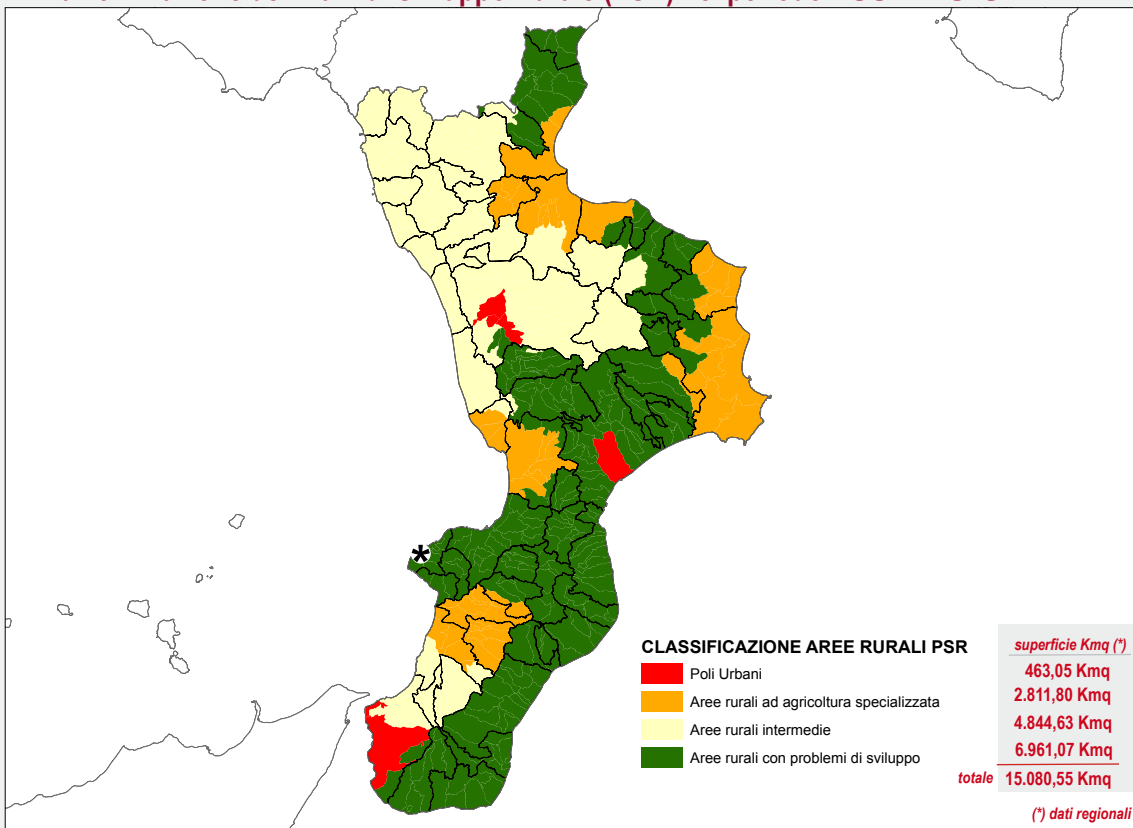 *
CLASSIFICAZIONE AREE RURALI PSR
superficie Kmq (*)
Poli Urbani
463,05 Kmq
Aree rurali ad agricoltura specializzata
2.811,80 Kmq
Aree rurali intermedie
4.844,63 Kmq
Aree rurali con problemi di sviluppo
6.961,07 Kmq
totale 15.080,55 Kmq
(*) dati regionali